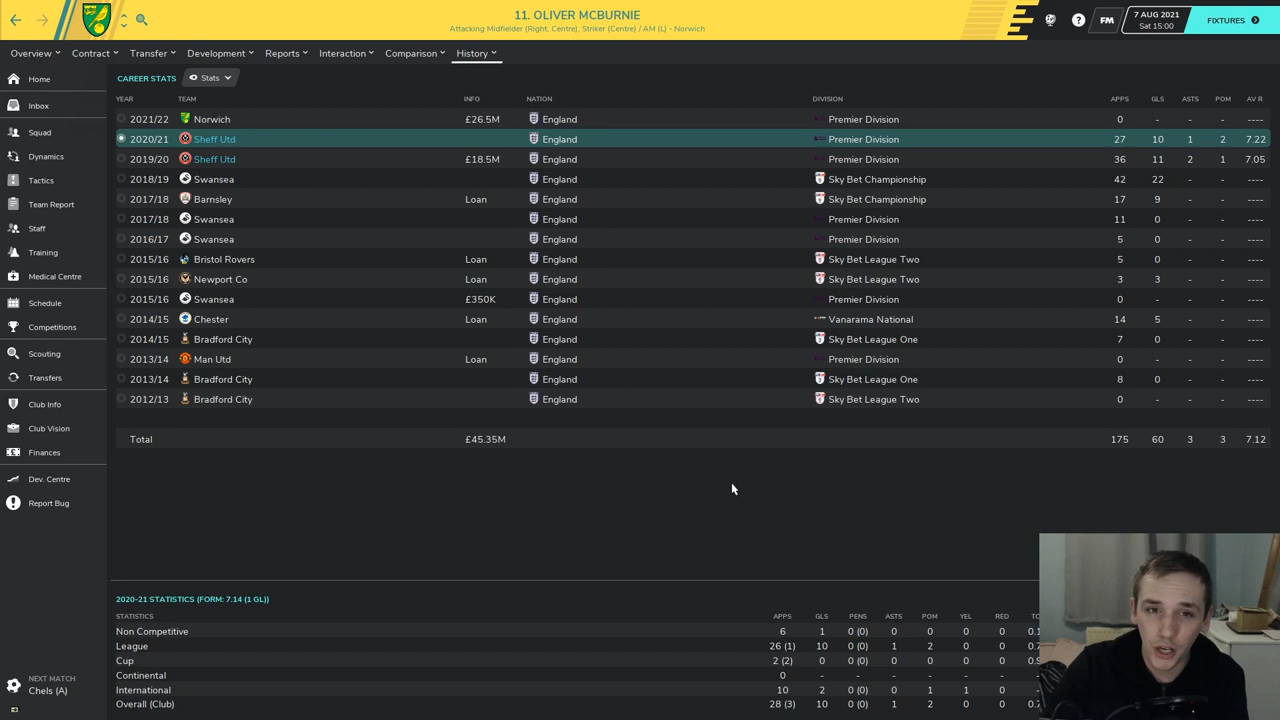 11. OLIVER MCBURNIE
Attacking Midfielder (Right, Centre), Striker (Centre) / AM (L) - Norwich
FM
7 AUG 2021
Sat 15:00
FIXTURES
Overview Contract Transfer Development Reports Interaction Comparison History
Home
Inbox
Squad
Dynamics
Tactics
Team Report
Staff
Training
Medical Centre
Schedule
Competitions
Scouting
Transfers
Club Info
Club Vision
Finances
Dev. Centre
Report Bug
NEXT MATCH
Chels (A)
CAREER STATS Stats
YEAR TEAM INFO NATION DIVISION APPS GLS ASTS POM AV R
2021/22 Norwich £26.5M England Premier Division 0 - - - ----
2020/21 Sheff Utd England Premier Division 27 10 1 2 7.22
2019/20 Sheff Utd £18.5M England Premier Division 36 11 2 1 7.05
2018/19 Swansea England Sky Bet Championship 42 22 - - ----
2017/18 Barnsley Loan England Sky Bet Championship 17 9 - - ----
2017/18 Swansea England Premier Division 11 0 - - ----
2016/17 Swansea England Premier Division 5 0 - - ----
2015/16 Bristol Rovers Loan England Sky Bet League Two 5 0 - - ----
2015/16 Newport Co Loan England Sky Bet League Two 3 3 - - ----
2015/16 Swansea £350K England Premier Division 0 - - - ----
2014/15 Chester Loan England Vanarama National 14 5 - - ----
2014/15 Bradford City England Sky Bet League One 7 0 - - ----
2013/14 Man Utd Loan England Premier Division 0 - - - ----
2013/14 Bradford City England Sky Bet League One 8 0 - - ----
2012/13 Bradford City England Sky Bet League Two 0 - - - ----
Total £45.35M 175 60 3 3 7.12
2020-21 STATISTICS (FORM: 7.14 (1 GL))
STATISTICS APPS GLS PENS ASTS POM YEL RED
Non Competitive 6 1 0 (0) 0 0 0 0
League 26 (1) 10 0 (0) 1 2 0 0
Cup 2 (2) 0 0 (0) 0 0 0 0
Continental 0 - - - - - -
International 10 2 0 (0) 0 1 1 0
Overall (Club) 28 (3) 10 0 (0) 1 2 0 0